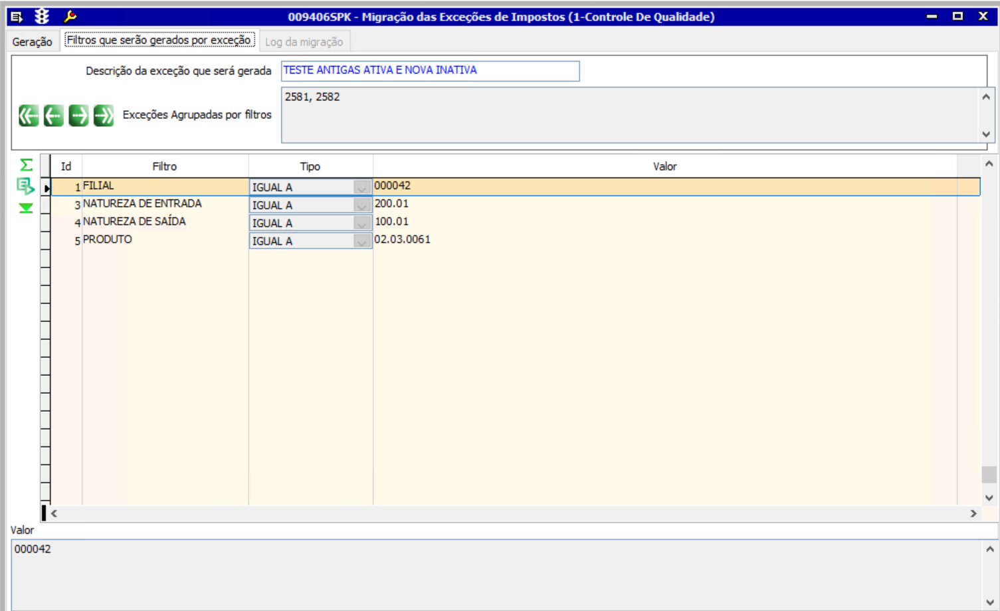 009406SPK - Migração das Exceções de Impostos (1-Controle De Qualidade)
Geração Filtros que serão gerados por exceção Log da migração
Descrição da exceção que será gerada TESTE ANTIGAS ATIVA E NOVA INATIVA
Exceções Agrupadas por filtros 2581, 2582
Id Filtro Tipo Valor
1 FILIAL IGUAL A 000042
3 NATUREZA DE ENTRADA IGUAL A 200.01
4 NATUREZA DE SAÍDA IGUAL A 100.01
5 PRODUTO IGUAL A 02.03.0061
Valor
000042